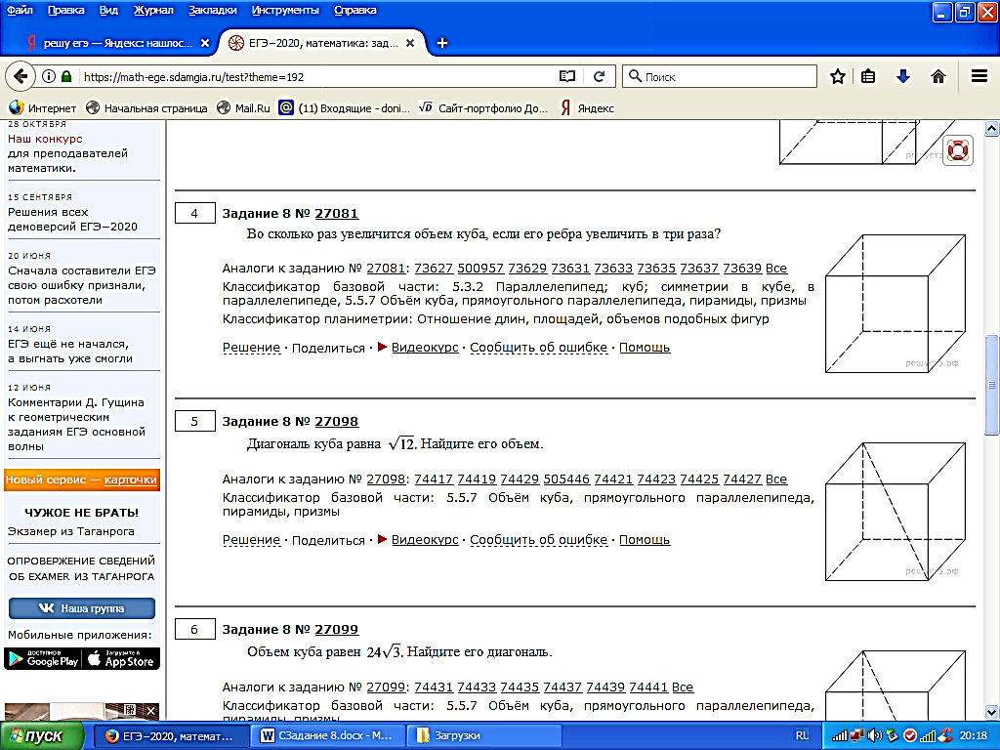 Файл Правка Вид Журнал Закладки Инструменты Справка
решу егэ — Яндекс: нашлос... × ЕГЭ−2020, математика: зад... × +
https://math-ege.sdamgia.ru/test?theme=192 Поиск
Интернет Начальная страница Mail.Ru (11) Входящие - doni... Сайт-портфолио До... Яндекс
28 ОКТЯБРЯ
Наш конкурс
для преподавателей
математики.
15 СЕНТЯБРЯ
Решения всех
демоверсий ЕГЭ−2020
20 ИЮНЯ
Сначала составители ЕГЭ
свою ошибку признали,
потом расхотели
14 ИЮНЯ
ЕГЭ ещё не начался,
а выгнать уже смогли
12 ИЮНЯ
Комментарии Д. Гущина
к геометрическим
заданиям ЕГЭ основной
волны
Новый сервис — карточки
ЧУЖОЕ НЕ БРАТЬ!
Экзамер из Таганрога
ОПРОВЕРЖЕНИЕ СВЕДЕНИЙ
ОБ EXAMER ИЗ ТАГАНРОГА
Наша группа
Мобильные приложения:
ДОСТУПНО В Google Play
Загрузите в App Store
4 Задание 8 № 27081
Во сколько раз увеличится объем куба, если его ребра увеличить в три раза?
Аналоги к заданию № 27081: 73627 500957 73629 73631 73633 73635 73637 73639 Все
Классификатор базовой части: 5.3.2 Параллелепипед; куб; симметрии в кубе, в
параллелепипеде, 5.5.7 Объём куба, прямоугольного параллелепипеда, пирамиды, призмы
Классификатор планиметрии: Отношение длин, площадей, объемов подобных фигур
Решение · Поделиться · Видеокурс · Сообщить об ошибке · Помощь
решуегэ.рф
5 Задание 8 № 27098
Диагональ куба равна √12. Найдите его объем.
Аналоги к заданию № 27098: 74417 74419 74429 505446 74421 74423 74425 74427 Все
Классификатор базовой части: 5.5.7 Объём куба, прямоугольного параллелепипеда,
пирамиды, призмы
Решение · Поделиться · Видеокурс · Сообщить об ошибке · Помощь
решуегэ.рф
6 Задание 8 № 27099
Объем куба равен 24√3. Найдите его диагональ.
Аналоги к заданию № 27099: 74431 74433 74435 74437 74439 74441 Все
Классификатор базовой части: 5.5.7 Объём куба, прямоугольного параллелепипеда,
пирамиды, призмы
пуск ЕГЭ−2020, математ... СЗадание 8.docx - М... Загрузки RU 20:18